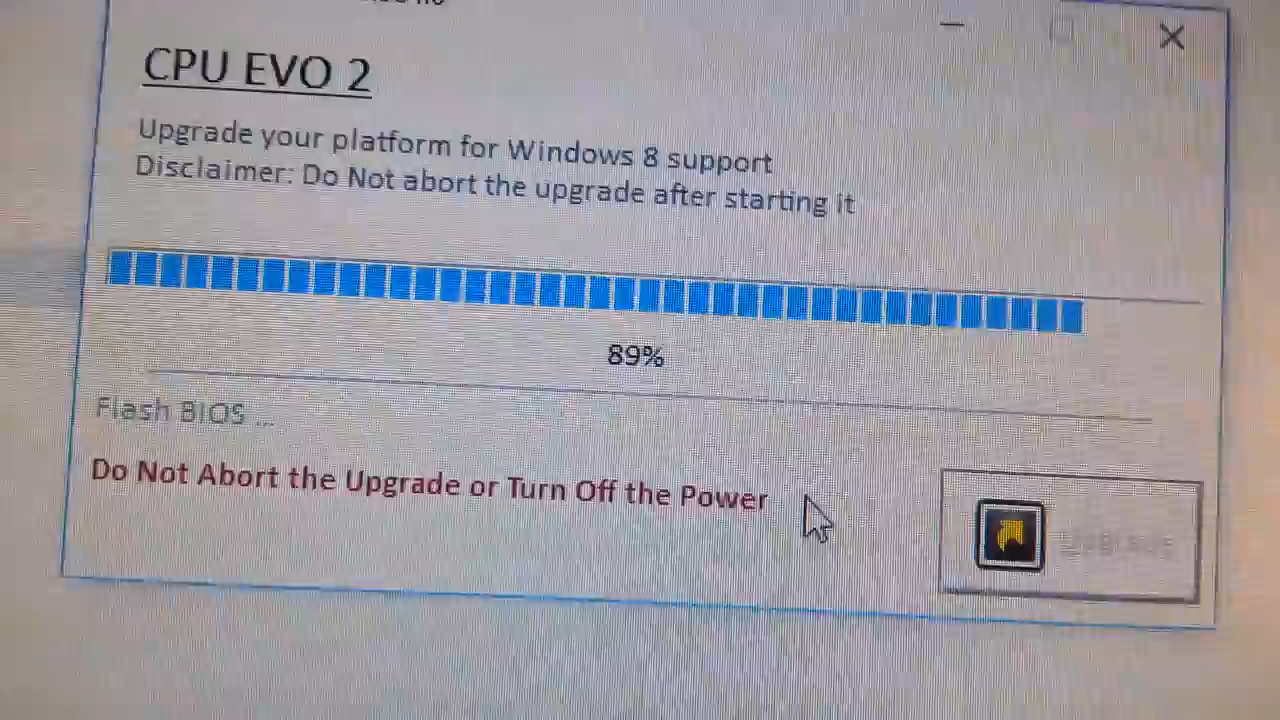 CPU EVO 2
Upgrade your platform for Windows 8 support
Disclaimer: Do Not abort the upgrade after starting it
89%
Flash BIOS ...
Do Not Abort the Upgrade or Turn Off the Power
Upgrade